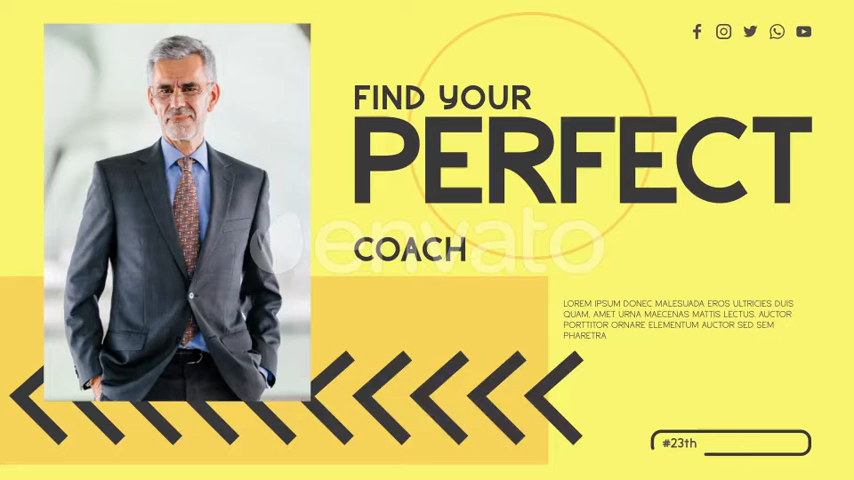 FIND YOUR
PERFECT
envato
COACH
LOREM IPSUM DONEC MALESUADA EROS ULTRICIES DUIS
QUAM, AMET URNA MAECENAS MATTIS LECTUS. AUCTOR
PORTTITOR ORNARE ELEMENTUM AUCTOR SED SEM
PHARETRA
#23th